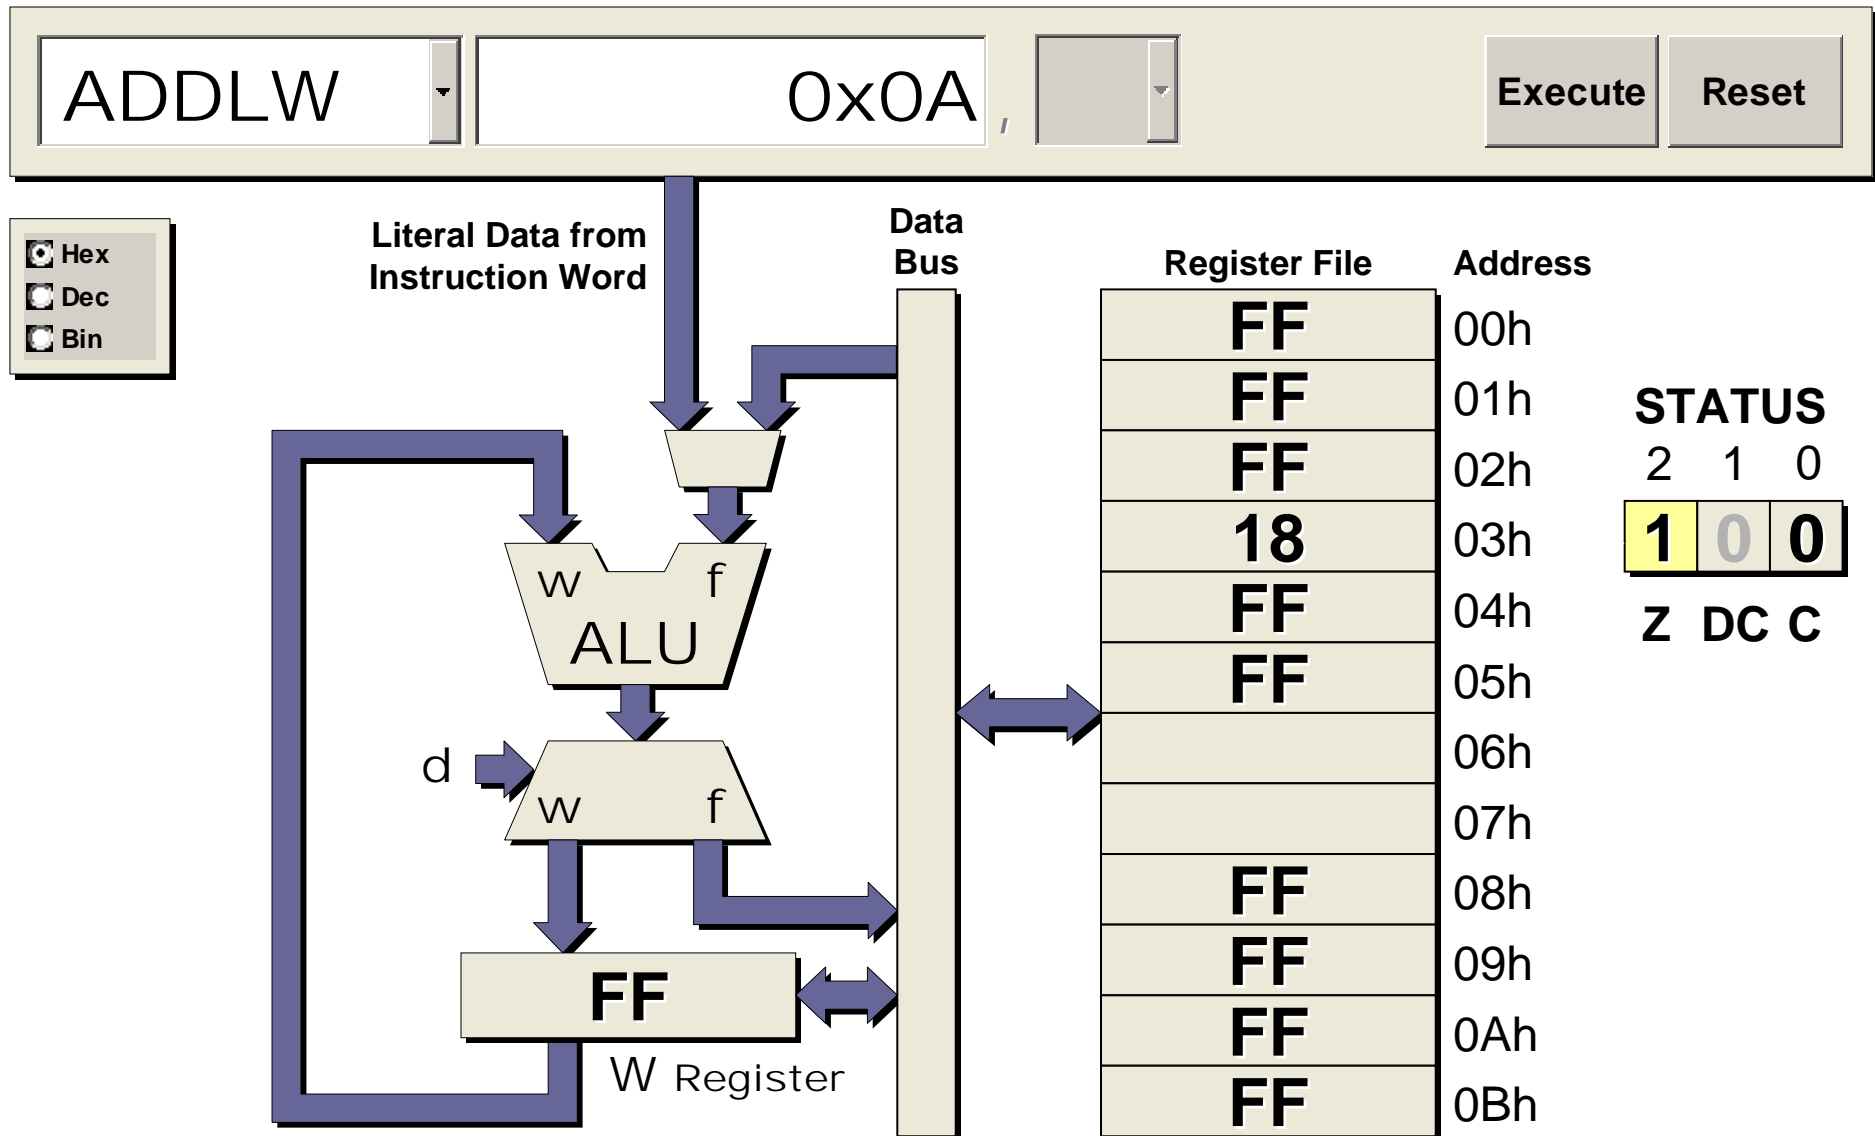 ADDLW 0x0A , Execute Reset
Hex
Dec
Bin
Literal Data from
Instruction Word
Data
Bus
Register File Address
FF 00h
FF 01h
FF 02h
18 03h
FF 04h
FF 05h
06h
07h
FF 08h
FF 09h
FF 0Ah
FF 0Bh
STATUS
2 1 0
1 0 0
Z DC C
w f
ALU
d
w f
FF
W Register